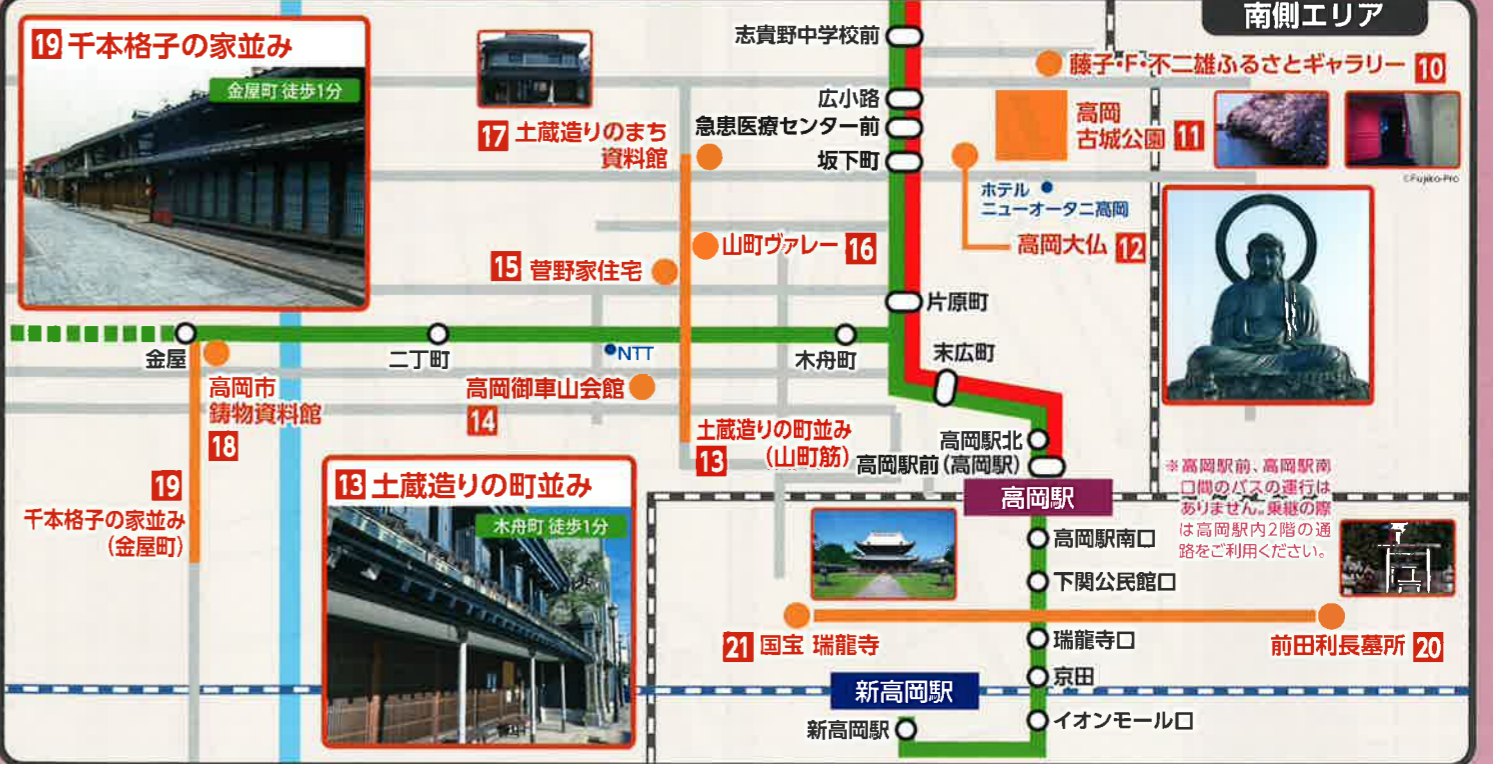 南側エリア
19 千本格子の家並み
金屋町 徒歩1分
17 土蔵造りのまち
資料館
志貴野中学校前
広小路
急患医療センター前
坂下町
藤子・F・不二雄ふるさとギャラリー 10
高岡
古城公園 11
©Fujiko-Pro
ホテル
ニューオータニ高岡
高岡大仏 12
山町ヴァレー 16
15 菅野家住宅
片原町
金屋
二丁町
NTT
木舟町
末広町
高岡市
鋳物資料館
18
高岡御車山会館
14
土蔵造りの町並み
(山町筋)
13
高岡駅北
高岡駅前(高岡駅)
高岡駅
19
千本格子の家並み
(金屋町)
13 土蔵造りの町並み
木舟町 徒歩1分
※高岡駅前、高岡駅南
口間のバスの運行は
ありません。乗継の際
は高岡駅内2階の通
路をご利用ください。
高岡駅南口
下関公民館口
21 国宝 瑞龍寺
瑞龍寺口
前田利長墓所 20
京田
新高岡駅
新高岡駅
イオンモール口